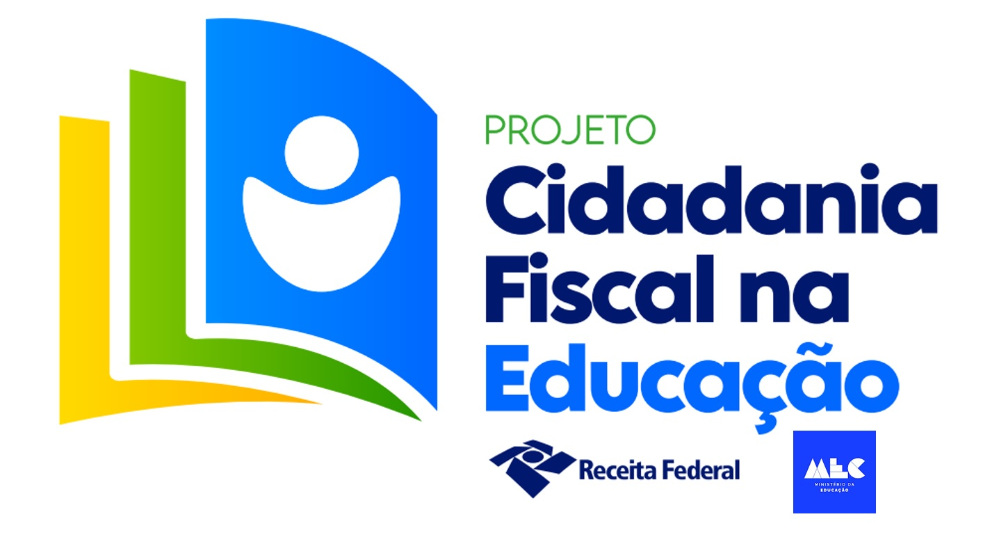 PROJETO
Cidadania
Fiscal na
Educação
Receita Federal
MEC
MINISTÉRIO DA
EDUCAÇÃO